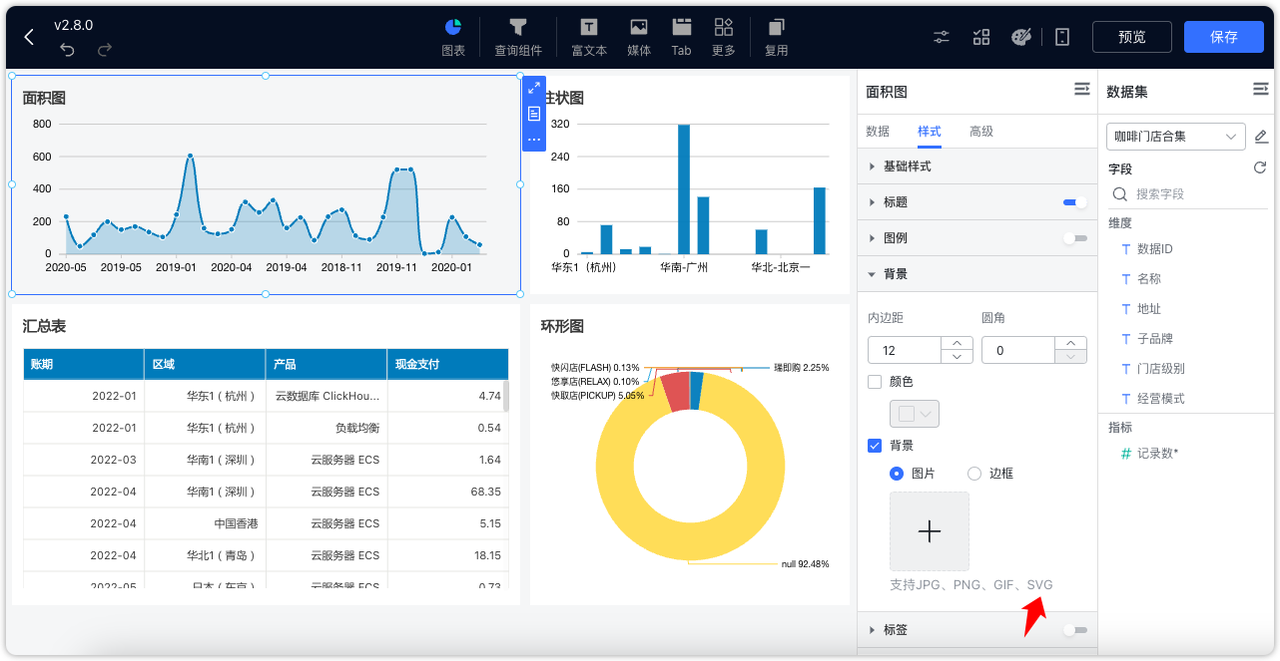 v2.8.0
图表
查询组件
富文本
媒体
Tab
更多
复用
预览
保存
面积图
800
600
400
200
0
2020-05
2019-05
2019-01
2020-04
2019-04
2018-11
2019-11
2020-01
柱状图
320
240
160
80
0
华东1（杭州）
华南-广州
华北-北京一
汇总表
账期 区域 产品 现金支付
2022-01 华东1（杭州） 云数据库 ClickHou... 4.74
2022-01 华东1（杭州） 负载均衡 0.54
2022-03 华南1（深圳） 云服务器 ECS 1.64
2022-04 华南1（深圳） 云服务器 ECS 68.35
2022-04 中国香港 云服务器 ECS 5.15
2022-04 华北1（青岛） 云服务器 ECS 18.15
2022-05 日本（东京） 云服务器 ECS 0.73
环形图
快闪店(FLASH) 0.13%
悠享店(RELAX) 0.10%
快取店(PICKUP) 5.05%
瑞即购 2.25%
null 92.48%
面积图
数据 样式 高级
基础样式
标题
图例
背景
内边距 圆角
12 0
颜色
背景
图片 边框
支持JPG、PNG、GIF、SVG
标签
数据集
咖啡门店合集
字段
搜索字段
维度
数据ID
名称
地址
子品牌
门店级别
经营模式
指标
记录数*